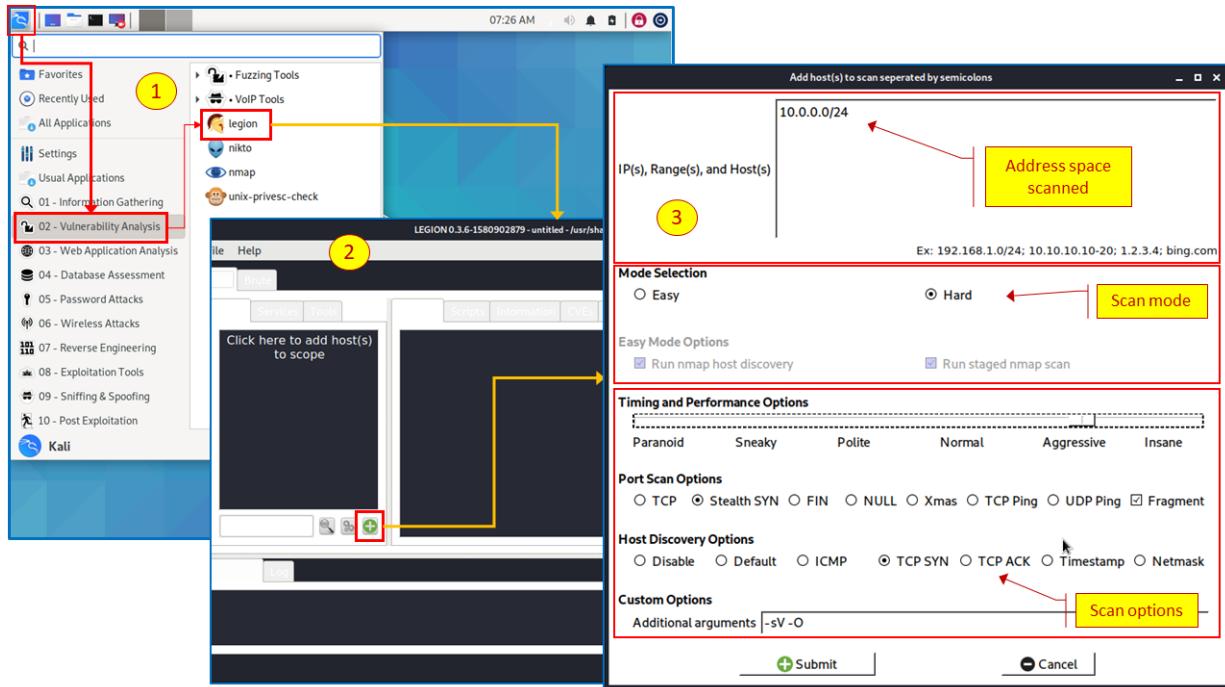 07:26 AM
Favorites
Recently Used
All Applications
Settings
Usual Applications
01 - Information Gathering
02 - Vulnerability Analysis
03 - Web Application Analysis
04 - Database Assessment
05 - Password Attacks
06 - Wireless Attacks
07 - Reverse Engineering
08 - Exploitation Tools
09 - Sniffing & Spoofing
10 - Post Exploitation
Kali
1
• Fuzzing Tools
• VoIP Tools
legion
nikto
nmap
unix-privesc-check
LEGION 0.3.6-1580902879 - untitled - /usr/sha
ile Help
2
Brute
Services Tools
Scripts Information CVEs
Click here to add host(s)
to scope
Log
Add host(s) to scan seperated by semicolons
10.0.0.0/24
IP(s), Range(s), and Host(s)
Address space
scanned
3
Ex: 192.168.1.0/24; 10.10.10.10-20; 1.2.3.4; bing.com
Mode Selection
Easy Hard
Scan mode
Easy Mode Options
Run nmap host discovery Run staged nmap scan
Timing and Performance Options
Paranoid Sneaky Polite Normal Aggressive Insane
Port Scan Options
TCP Stealth SYN FIN NULL Xmas TCP Ping UDP Ping Fragment
Host Discovery Options
Disable Default ICMP TCP SYN TCP ACK Timestamp Netmask
Scan options
Custom Options
Additional arguments -sV -O
Submit Cancel